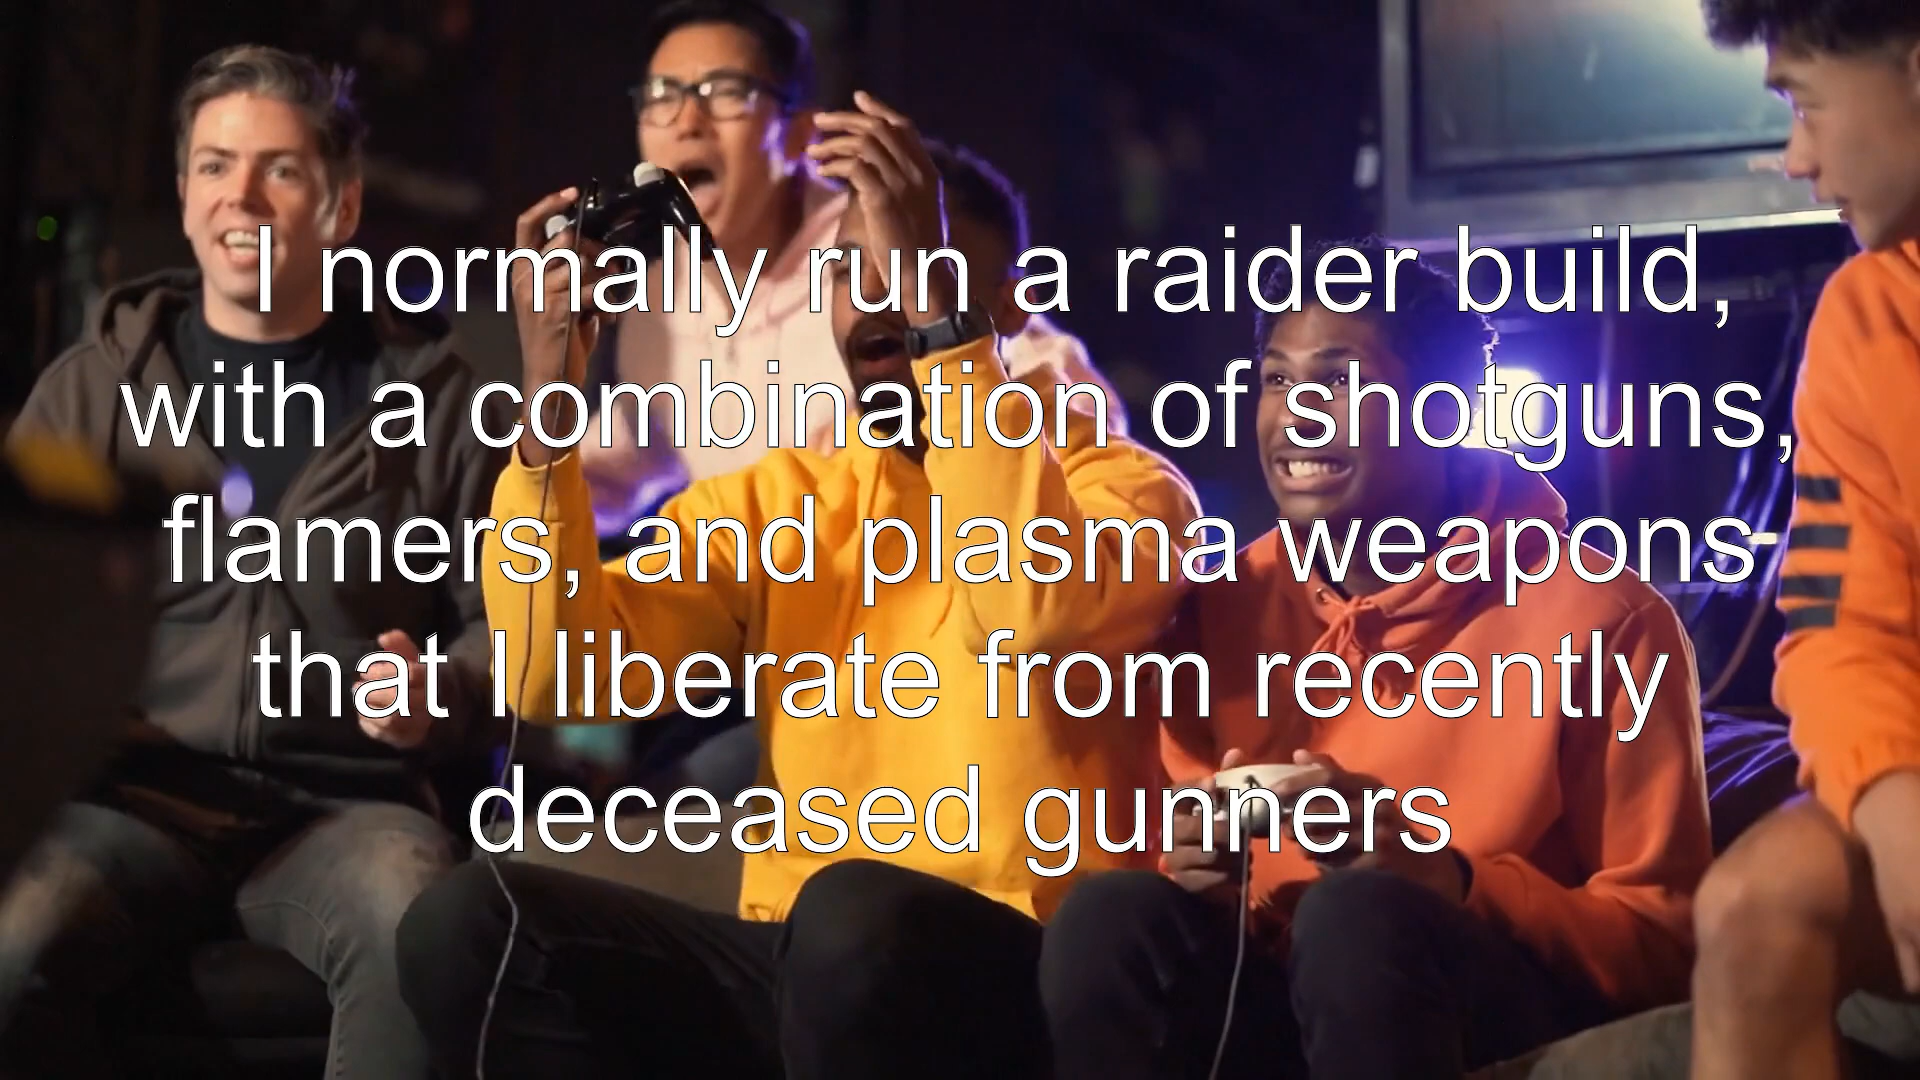 I normally run a raider build,
with a combination of shotguns,
flamers, and plasma weapons
that I liberate from recently
deceased gunners